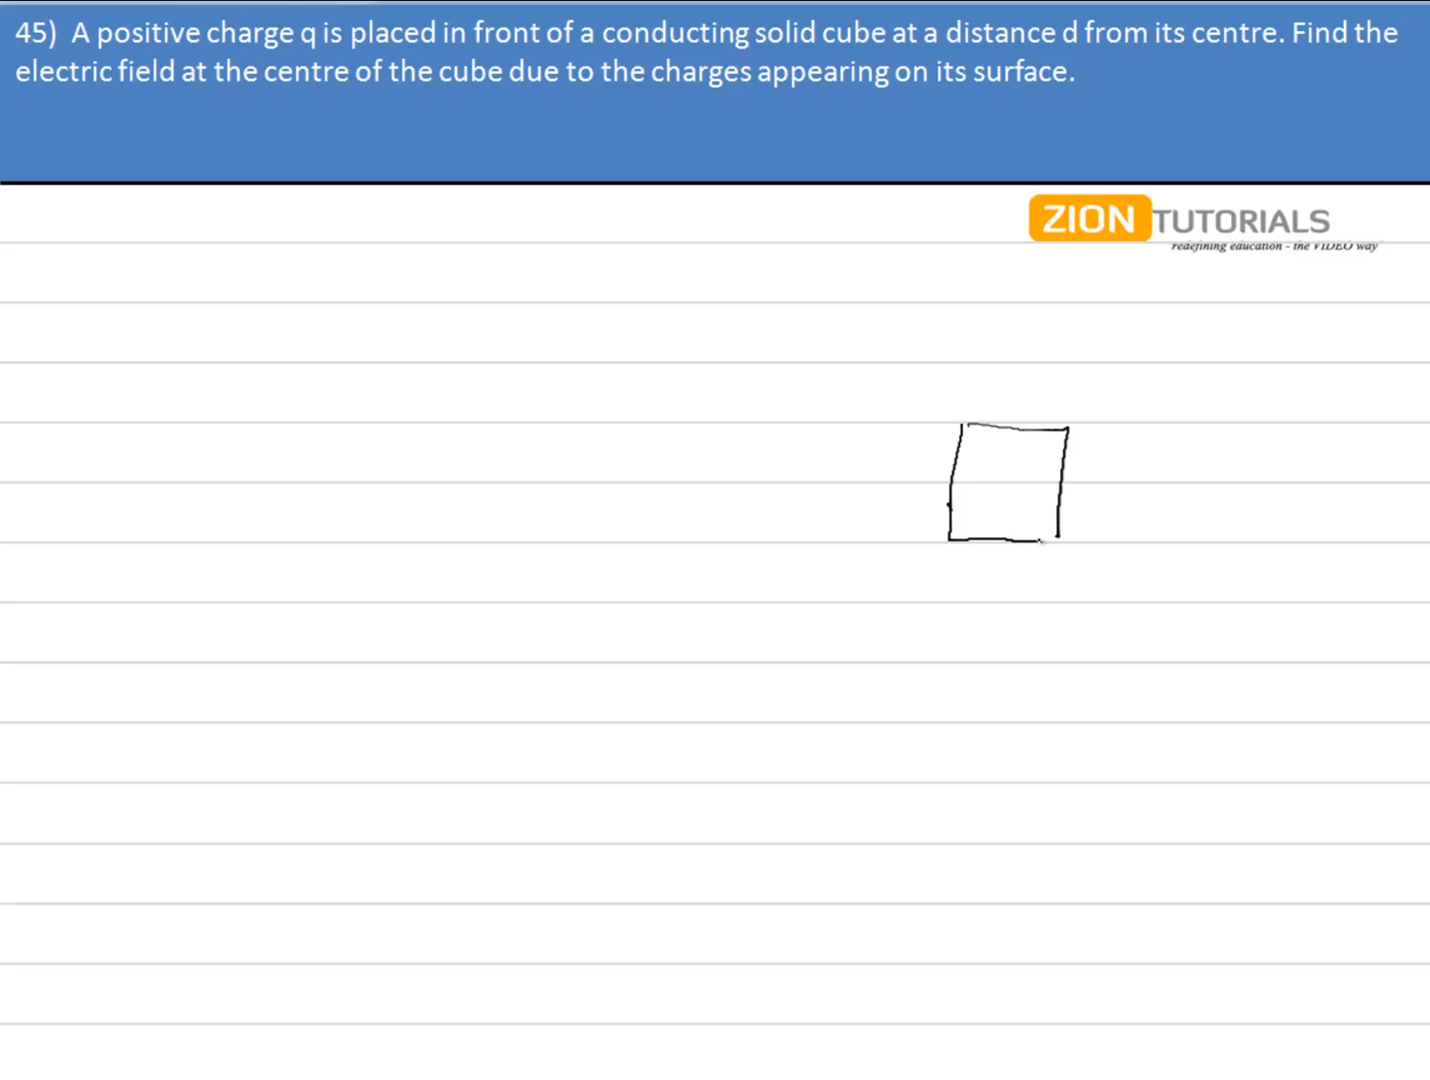 45) A positive charge q is placed in front of a conducting solid cube at a distance d from its centre. Find the
electric field at the centre of the cube due to the charges appearing on its surface.
ZION TUTORIALS
redefining education - the VIDEO way